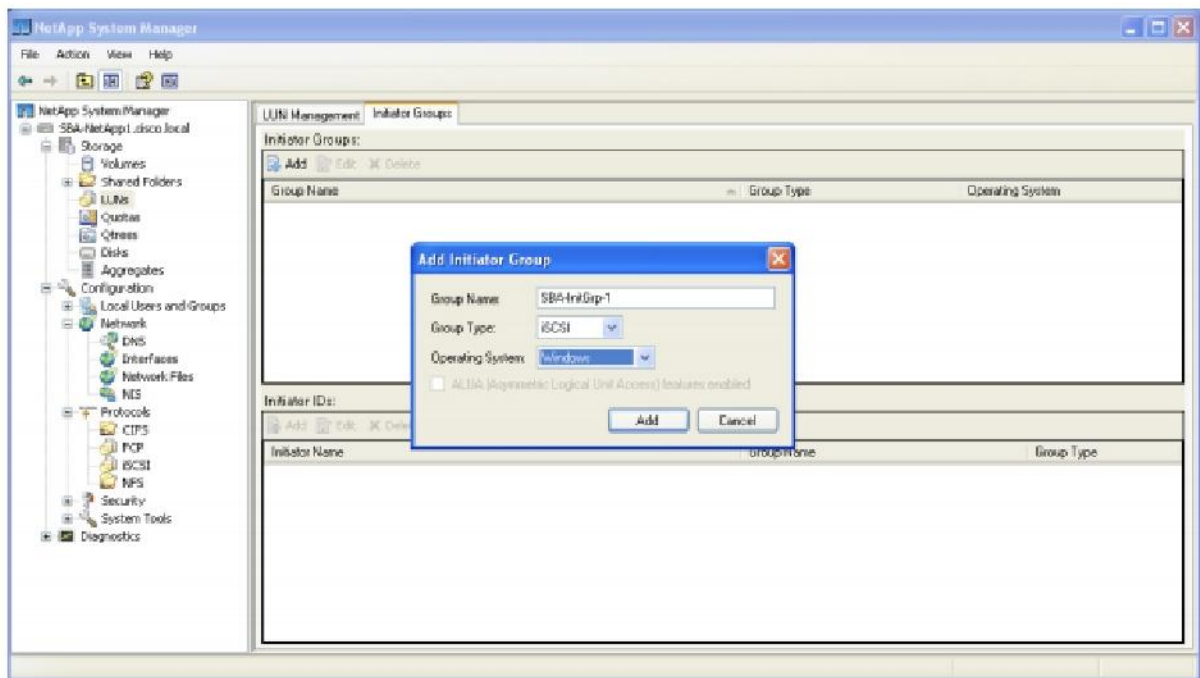 NetApp System Manager
File Action View Help
NetApp System Manager
SBA-NetApp1.cisco.local
Storage
Volumes
Shared Folders
LUNs
Quotas
Qtrees
Disks
Aggregates
Configuration
Local Users and Groups
Network
DNS
Interfaces
Network Files
NIS
Protocols
CIFS
FCP
iSCSI
NFS
Security
System Tools
Diagnostics
LUN Management Initiator Groups
Initiator Groups:
Add Edit Delete
Group Name Group Type Operating System
Add Initiator Group
Group Name: SBA-InitGrp-1
Group Type: iSCSI
Operating System: Windows
ALUA (Asymmetric Logical Unit Access) features enabled
Add Cancel
Initiator IDs:
Add Edit
Initiator Name Group Name Group Type